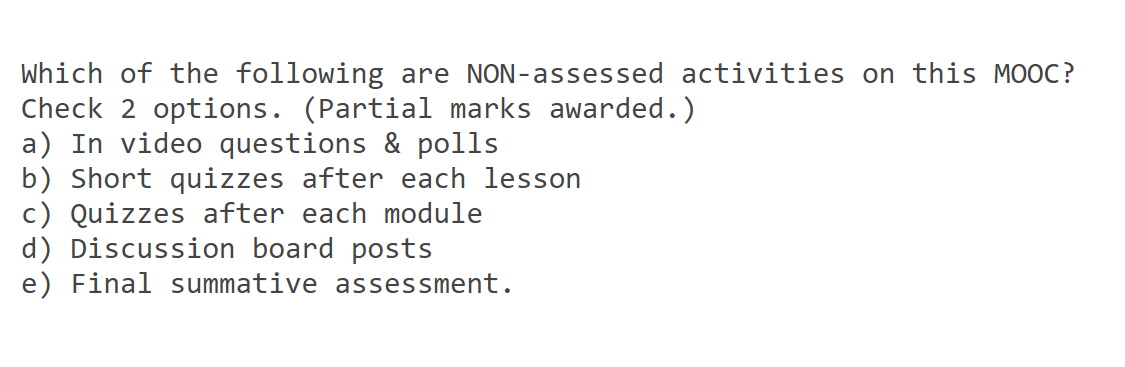 Which of the following are NON-assessed activities on this MOOC?
Check 2 options. (Partial marks awarded.)
a) In video questions & polls
b) Short quizzes after each lesson
c) Quizzes after each module
d) Discussion board posts
e) Final summative assessment.